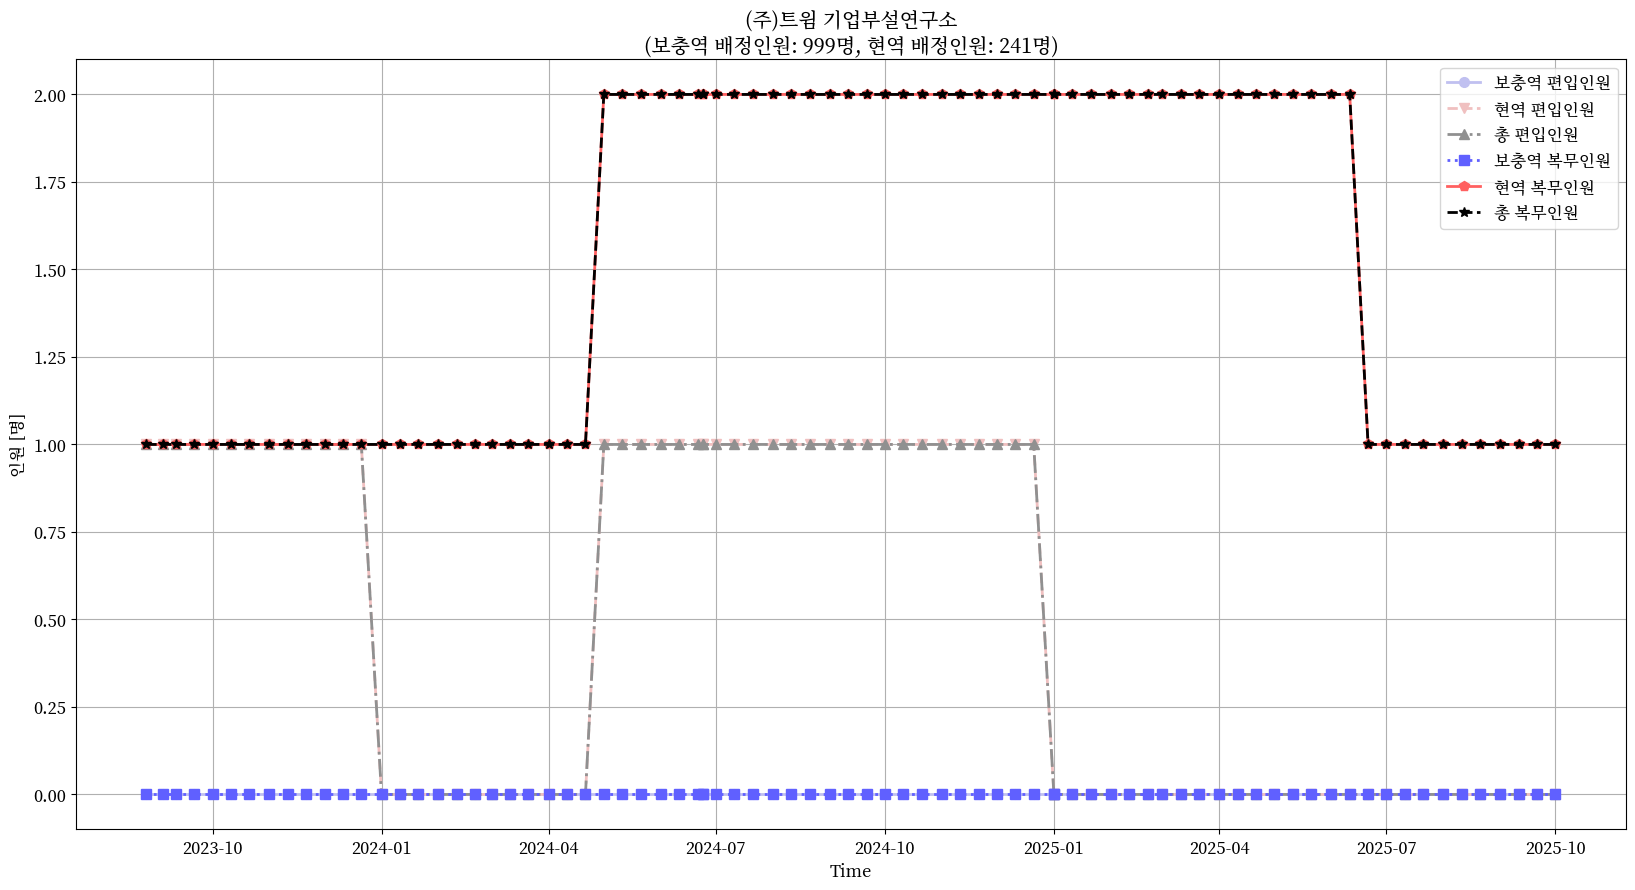 (주)트윔 기업부설연구소
(보충역 배정인원: 999명, 현역 배정인원: 241명)
보충역 편입인원
현역 편입인원
총 편입인원
보충역 복무인원
현역 복무인원
총 복무인원
2.00
1.75
1.50
1.25
1.00
0.75
0.50
0.25
0.00
인원 [명]
2023-10 2024-01 2024-04 2024-07 2024-10 2025-01 2025-04 2025-07 2025-10
Time